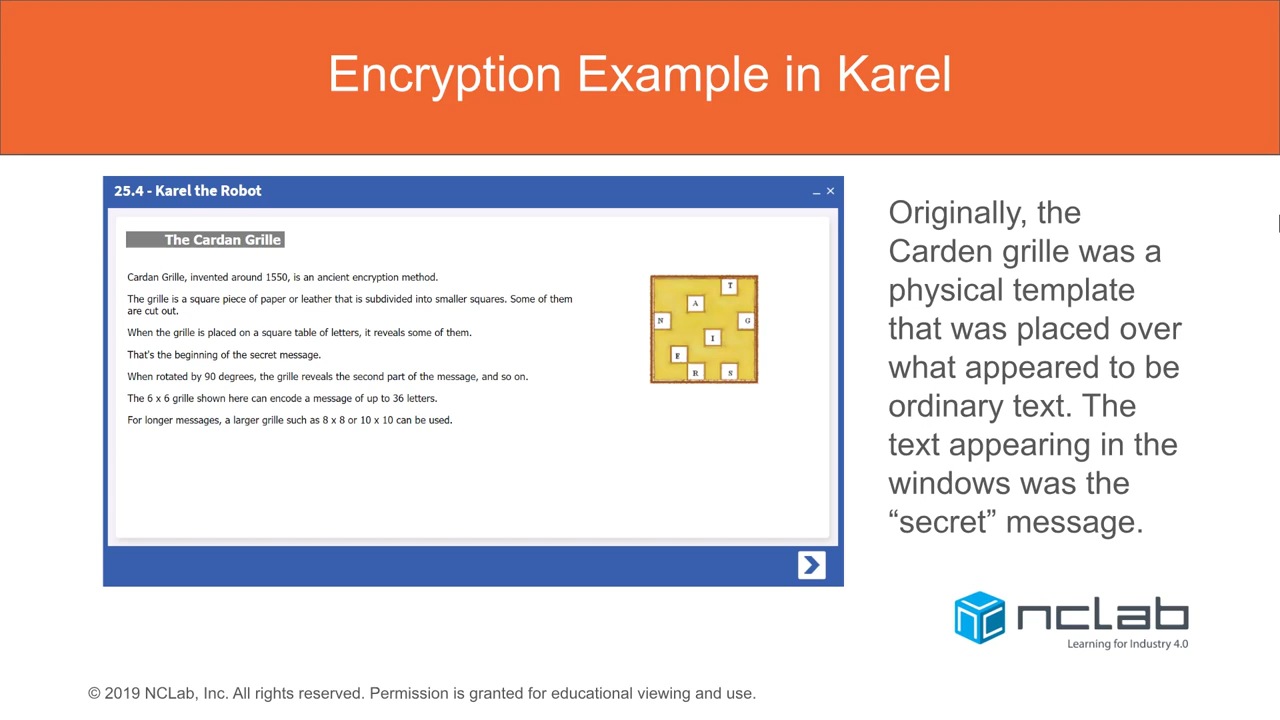 Encryption Example in Karel
25.4 - Karel the Robot
The Cardan Grille
Cardan Grille, invented around 1550, is an ancient encryption method.
The grille is a square piece of paper or leather that is subdivided into smaller squares. Some of them
are cut out.
When the grille is placed on a square table of letters, it reveals some of them.
That's the beginning of the secret message.
When rotated by 90 degrees, the grille reveals the second part of the message, and so on.
The 6 x 6 grille shown here can encode a message of up to 36 letters.
For longer messages, a larger grille such as 8 x 8 or 10 x 10 can be used.
T
A
N G
I
F
R S
Originally, the
Carden grille was a
physical template
that was placed over
what appeared to be
ordinary text. The
text appearing in the
windows was the
“secret” message.
nclab
Learning for Industry 4.0
© 2019 NCLab, Inc. All rights reserved. Permission is granted for educational viewing and use.